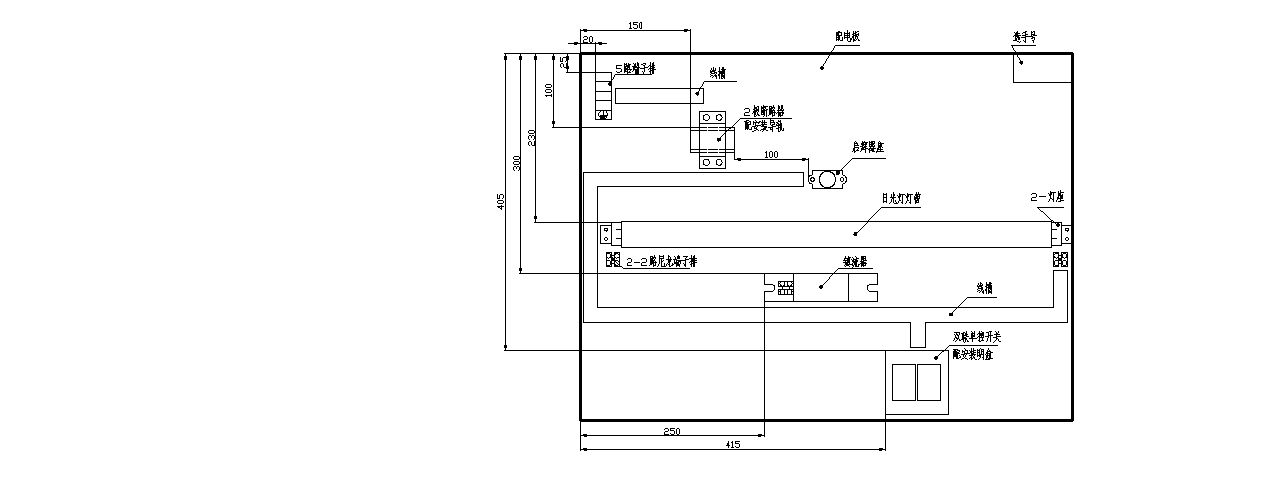 150
配电板
选手号
20
25
5路端子排
线槽
100
2极断路器
配安装导轨
230
启辉器座
100
300
405
日光灯灯管
2-灯座
2-2路尼龙端子排
镇流器
线槽
双联单控开关
配安装明盒
250
415